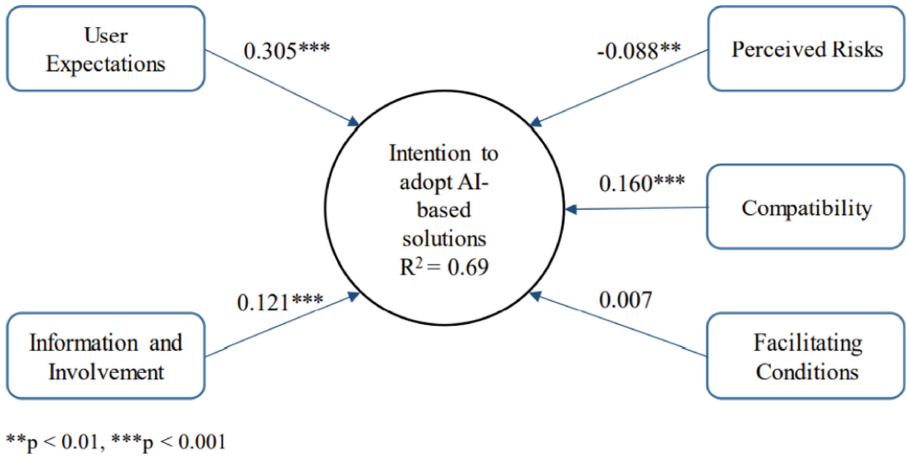 User
Expectations
0.305***
-0.088**
Perceived Risks
Intention to
adopt AI-
based
solutions
R² = 0.69
0.160***
Compatibility
0.121***
0.007
Information and
Involvement
Facilitating
Conditions
**p < 0.01, ***p < 0.001